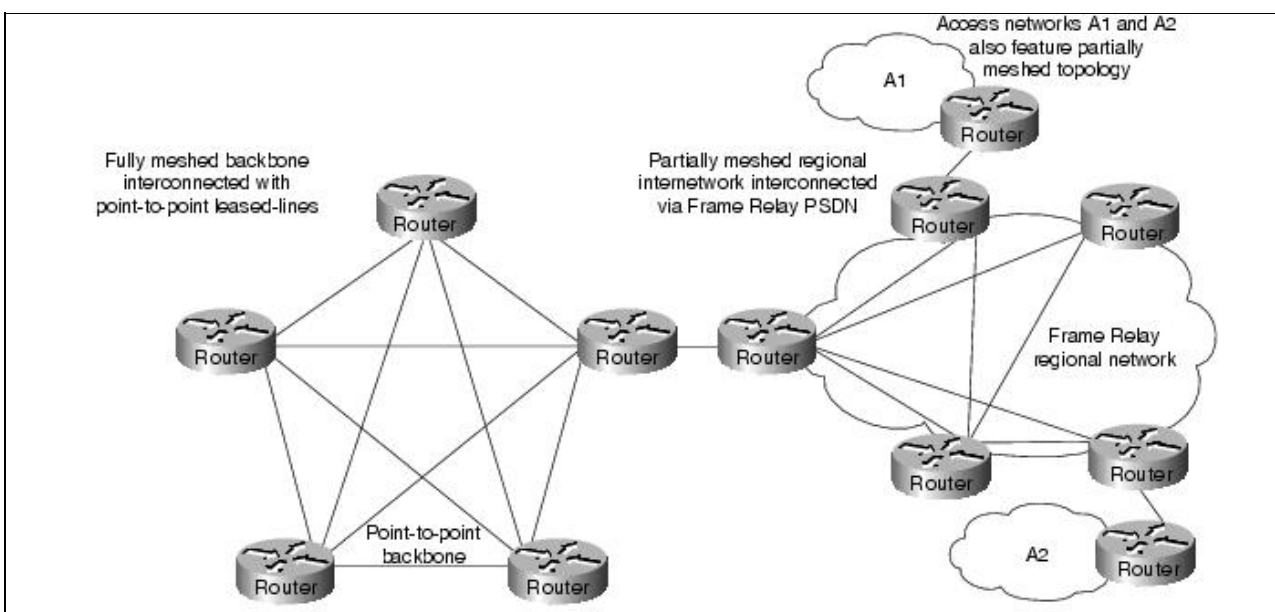 Access networks A1 and A2
also feature partially
meshed topology
A1
Router
Fully meshed backbone
interconnected with
point-to-point leased-lines
Partially meshed regional
internetwork interconnected
via Frame Relay PSDN
Router
Router
Router
Router
Router
Router
Frame Relay
regional network
Point-to-point
backbone
Router
Router
Router
Router
A2
Router